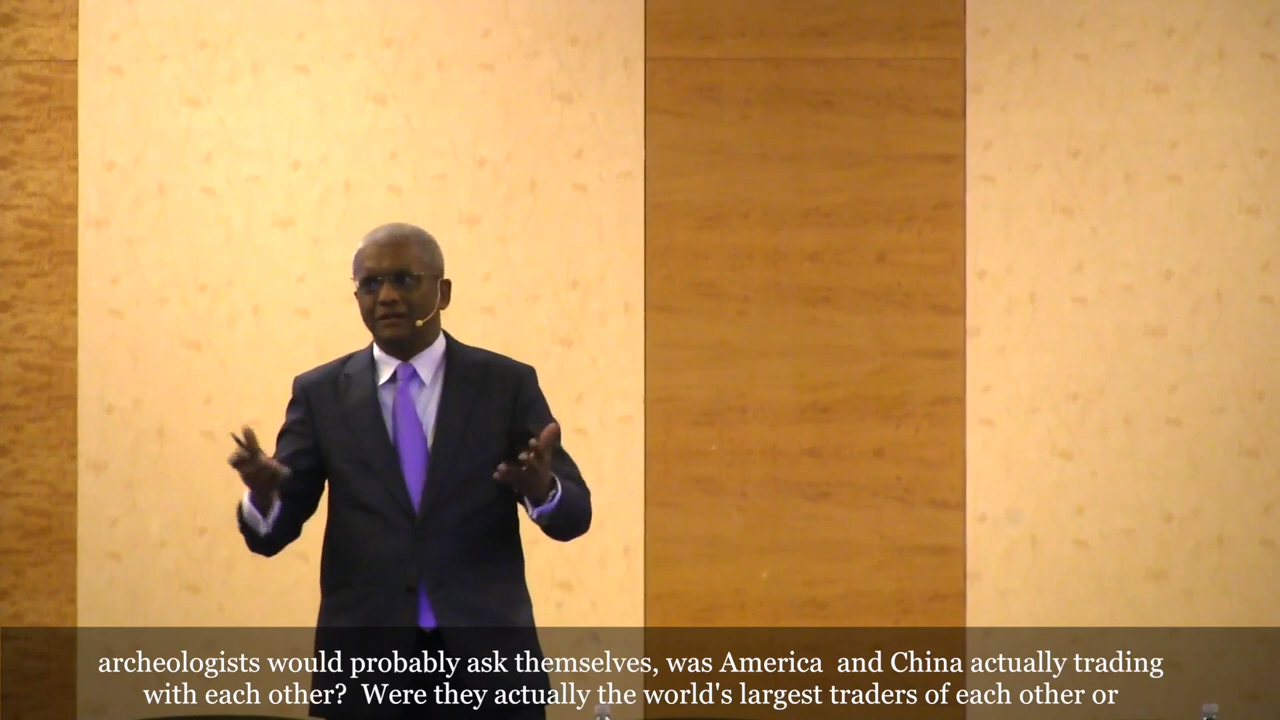 archeologists would probably ask themselves, was America  and China actually trading
with each other?  Were they actually the world's largest traders of each other or